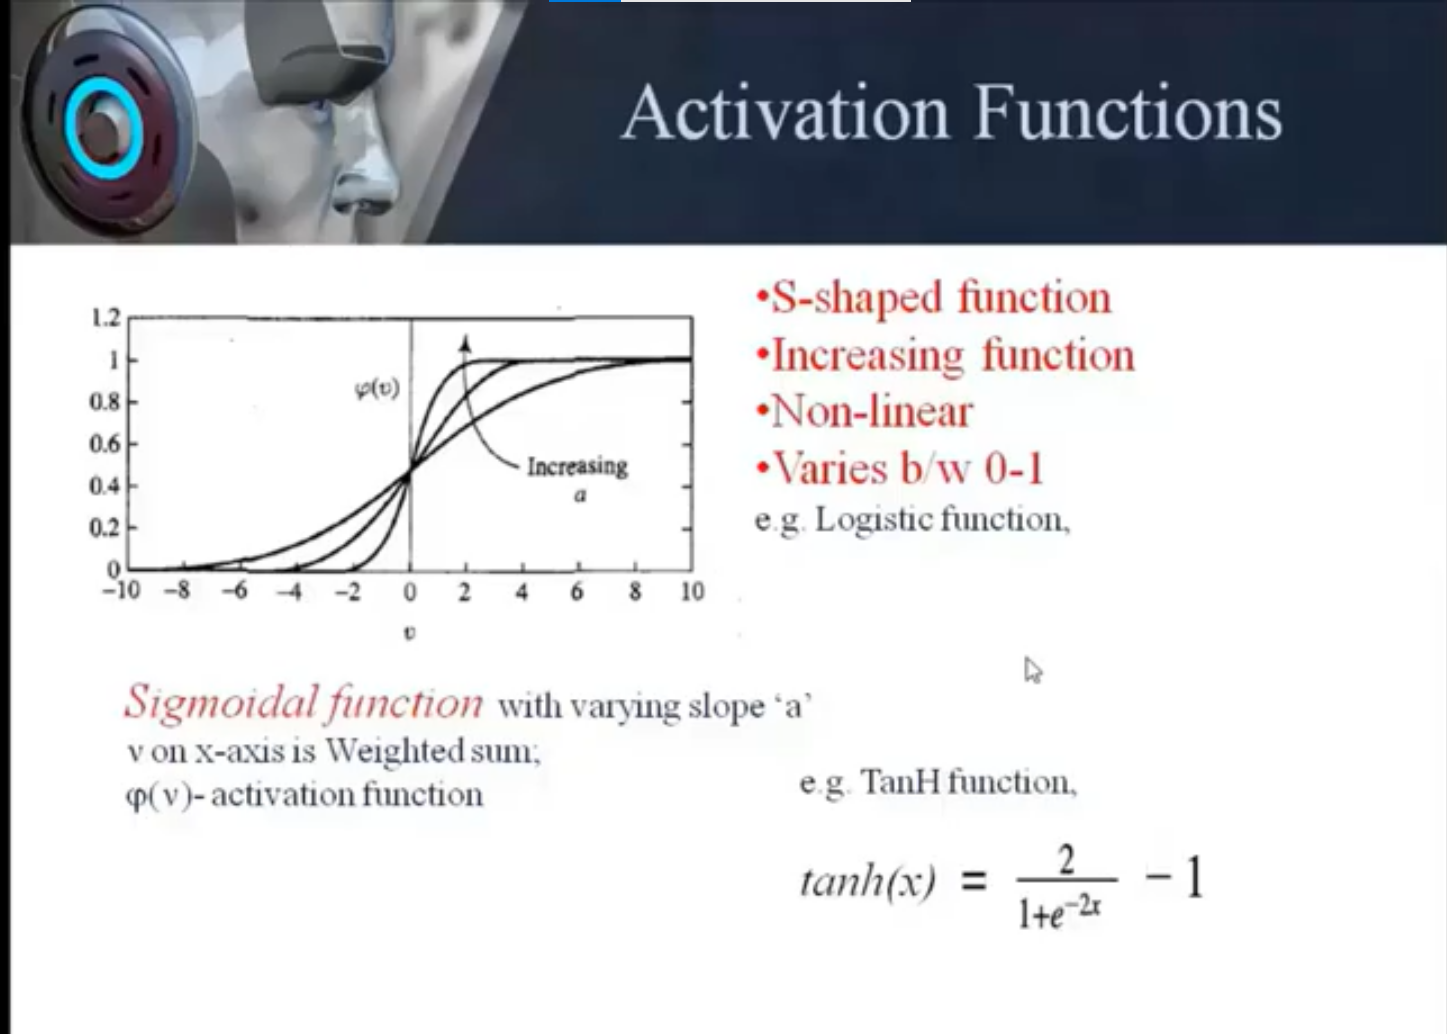 Activation Functions
1.2
1
0.8
0.6
0.4
0.2
0
φ(υ)
Increasing
a
−10 −8 −6 −4 −2 0 2 4 6 8 10
υ
•S-shaped function
•Increasing function
•Non-linear
•Varies b/w 0-1
e.g. Logistic function,
Sigmoidal function with varying slope ‘a’
v on x-axis is Weighted sum;
φ(v)- activation function
e.g. TanH function,
tanh(x) = 2/(1+e^−2x) − 1